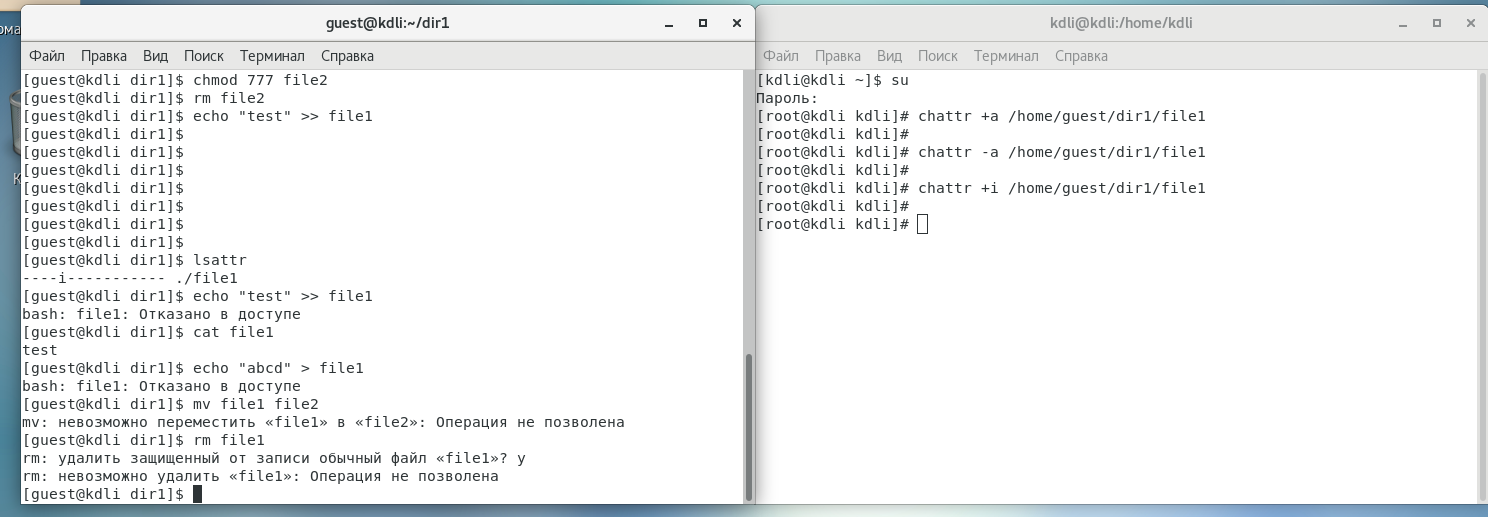 ома
К
guest@kdli:~/dir1
Файл Правка Вид Поиск Терминал Справка
[guest@kdli dir1]$ chmod 777 file2
[guest@kdli dir1]$ rm file2
[guest@kdli dir1]$ echo "test" >> file1
[guest@kdli dir1]$
[guest@kdli dir1]$
[guest@kdli dir1]$
[guest@kdli dir1]$
[guest@kdli dir1]$
[guest@kdli dir1]$
[guest@kdli dir1]$
[guest@kdli dir1]$ lsattr
----i----------- ./file1
[guest@kdli dir1]$ echo "test" >> file1
bash: file1: Отказано в доступе
[guest@kdli dir1]$ cat file1
test
[guest@kdli dir1]$ echo "abcd" > file1
bash: file1: Отказано в доступе
[guest@kdli dir1]$ mv file1 file2
mv: невозможно переместить «file1» в «file2»: Операция не позволена
[guest@kdli dir1]$ rm file1
rm: удалить защищенный от записи обычный файл «file1»? y
rm: невозможно удалить «file1»: Операция не позволена
[guest@kdli dir1]$
kdli@kdli:/home/kdli
Файл Правка Вид Поиск Терминал Справка
[kdli@kdli ~]$ su
Пароль:
[root@kdli kdli]# chattr +a /home/guest/dir1/file1
[root@kdli kdli]#
[root@kdli kdli]# chattr -a /home/guest/dir1/file1
[root@kdli kdli]#
[root@kdli kdli]# chattr +i /home/guest/dir1/file1
[root@kdli kdli]#
[root@kdli kdli]#